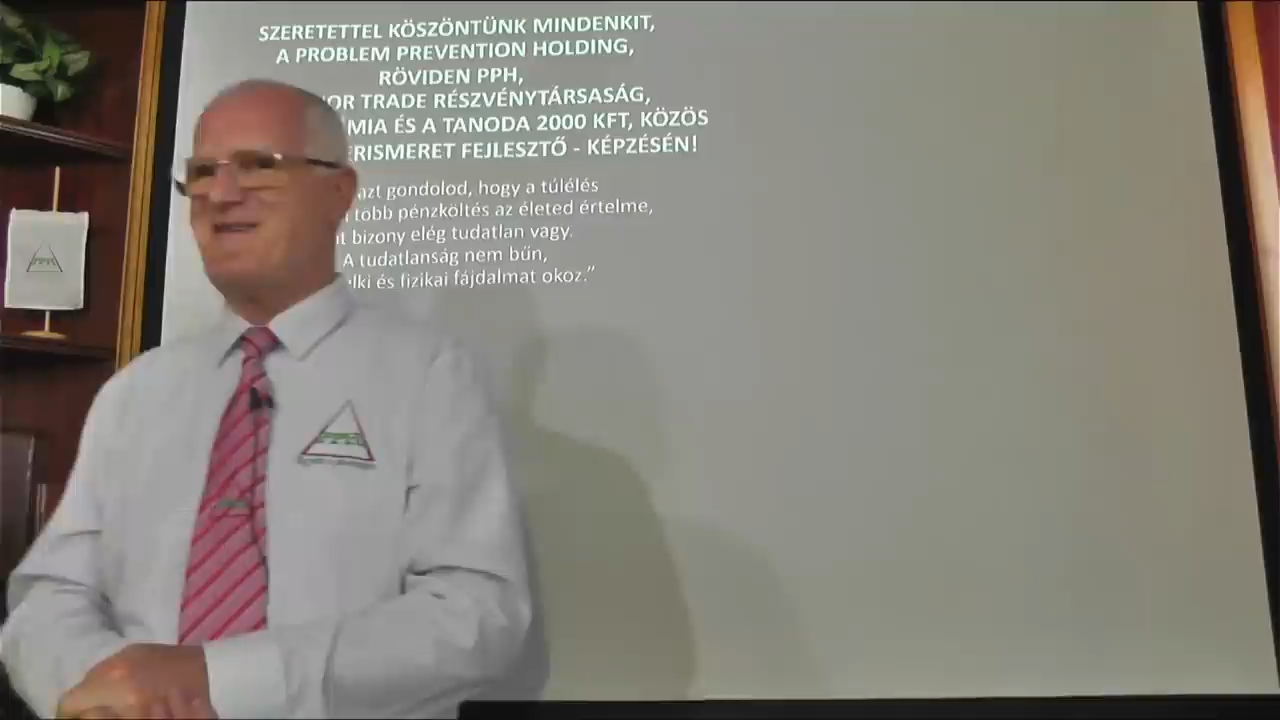 SZERETETTEL KÖSZÖNTÜNK MINDENKIT,
A PROBLEM PREVENTION HOLDING,
RÖVIDEN PPH,
OR TRADE RÉSZVÉNYTÁRSASÁG,
MIA ÉS A TANODA 2000 KFT, KÖZÖS
ERISMERET FEJLESZTŐ - KÉPZÉSÉN!
azt gondolod, hogy a túlélés
több pénzköltés az életed értelme,
bizony elég tudatlan vagy.
A tudatlanság nem bűn,
lki és fizikai fájdalmat okoz.”